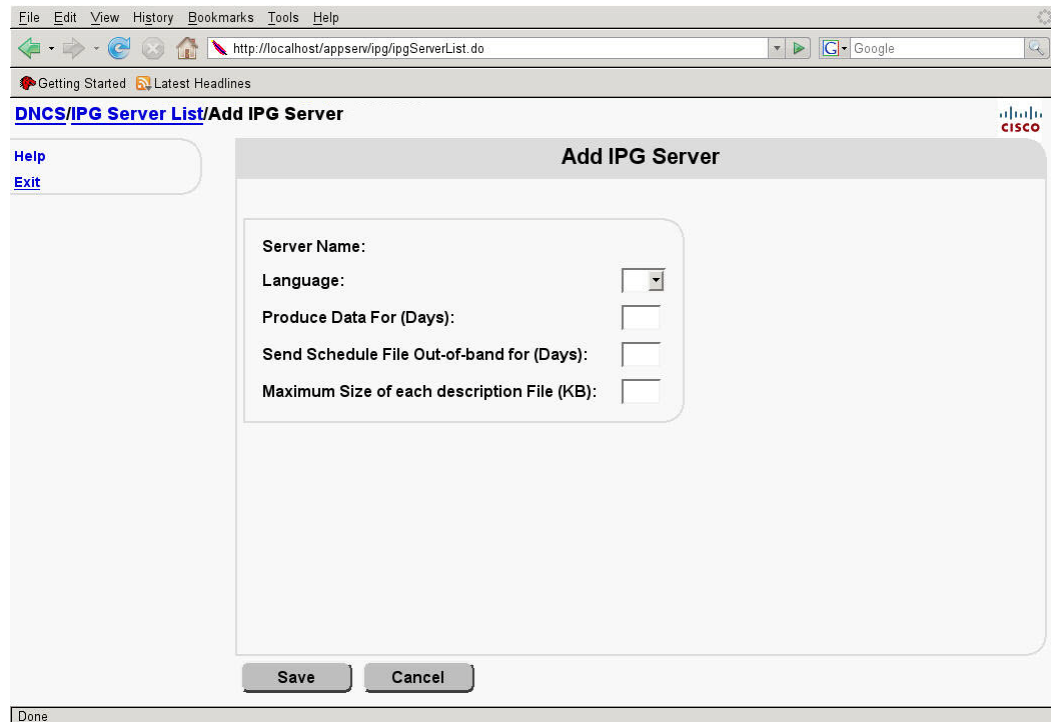 File Edit View History Bookmarks Tools Help
http://localhost/appserv/ipg/ipgServerList.do G Google
Getting Started Latest Headlines
DNCS/IPG Server List/Add IPG Server
CISCO
Help
Exit
Add IPG Server
Server Name:
Language:
Produce Data For (Days):
Send Schedule File Out-of-band for (Days):
Maximum Size of each description File (KB):
Save Cancel
Done